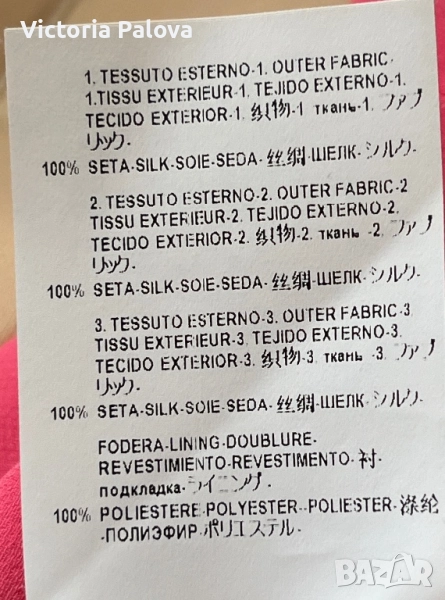 Victoria Palova
1. TESSUTO ESTERNO-1. OUTER FABRIC.
1.TISSU EXTERIEUR-1. TEJIDO EXTERNO-1.
TECIDO EXTERIOR-1. 织物-1 ткань-1. ファブ
リック.
100% SETA-SILK-SOIE-SEDA-丝绸-ШЕЛК-シルク.
2. TESSUTO ESTERNO-2. OUTER FABRIC-2
TISSU EXTERIEUR-2. TEJIDO EXTERNO-2.
TECIDO EXTERIOR-2. 织物-2. ткань -2. ファブ
リック.
100% SETA-SILK-SOIE-SEDA-丝绸-ШЕЛК-シルク.
3. TESSUTO ESTERNO-3. OUTER FABRIC-3.
TISSU EXTERIEUR-3. TEJIDO EXTERNO-3.
TECIDO EXTERIOR-3. 织物-3. ткань -3. ファブ
リック.
100% SETA-SILK-SOIE-SEDA-丝绸-ШЕЛК-シルク.
FODERA-LINING-DOUBLURE-
REVESTIMIENTO-REVESTIMENTO-衬-
подкладка-ライニング.
100% POLIESTERE-POLYESTER--POLIESTER-涤纶
-ПОЛИЭФИР-ポリエステル.
BAZAR